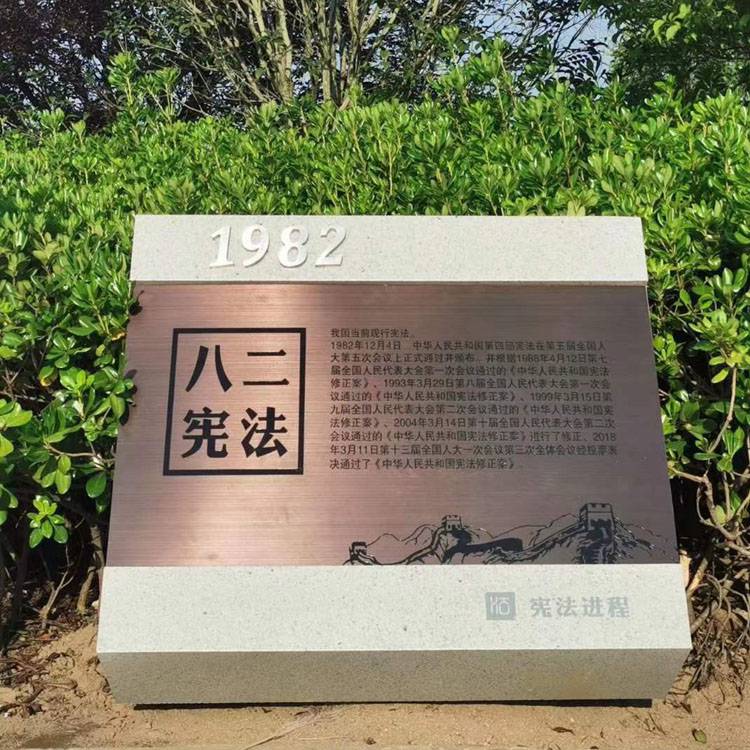 1982
八二
宪法
我国当前现行宪法。
1982年12月4日,中华人民共和国第四部宪法在第五届全国人
大第五次会议上正式通过并颁布。并根据1988年4月12日第七
届全国人民代表大会第一次会议通过的《中华人民共和国宪法
修正案》、1993年3月29日第八届全国人民代表大会第一次会
议通过的《中华人民共和国宪法修正案》、1999年3月15日第
九届全国人民代表大会第二次会议通过的《中华人民共和国宪
法修正案》、2004年3月14日第十届全国人民代表大会第二次
会议通过的《中华人民共和国宪法修正案》进行了修正。2018
年3月11日第十三届全国人大一次会议第三次全体会议经投票表
决通过了《中华人民共和国宪法修正案》。
宪法进程